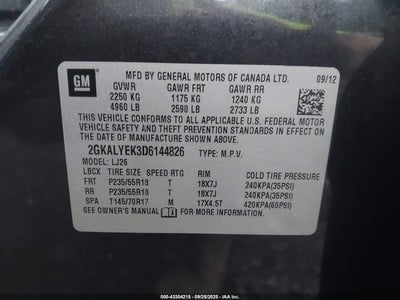 GM
MFD BY GENERAL MOTORS OF CANADA LTD. 09/12
GVWR GAWR FRT GAWR RR
2250 KG 1175 KG 1240 KG
4960 LB 2590 LB 2733 LB
THIS VEHICLE CONFORMS TO ALL APPLICABLE U.S. FEDERAL
MOTOR VEHICLE
SAFETY AND THEFT PREVENTION STANDARDS IN EFFECT ON
THE DATE OF MANUFACTURE SHOWN ABOVE.
2GKALYEK3D6144826 TYPE: M.P.V.
MODEL: LJ26
LBCX TIRE SIZE SPEED RTG RIM COLD TIRE PRESSURE
FRT P235/55R18 T 18X7J 240KPA(35PSI)
RR P235/55R18 T 18X7J 240KPA(35PSI)
SPA T145/70R17 M 17X4.5T 420KPA(60PSI)
SEE OWNER'S MANUAL FOR ADDITIONAL INFORMATION.
000-43304215 - 09/25/2025 - IAAI